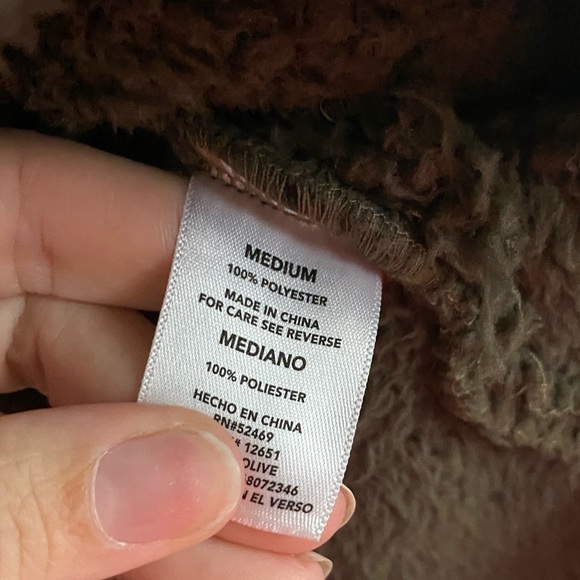 MEDIUM
100% POLYESTER
MADE IN CHINA
FOR CARE SEE REVERSE
MEDIANO
100% POLIESTER
HECHO EN CHINA
RN#52469
# 12651
OLIVE
8072346
EN EL VERSO